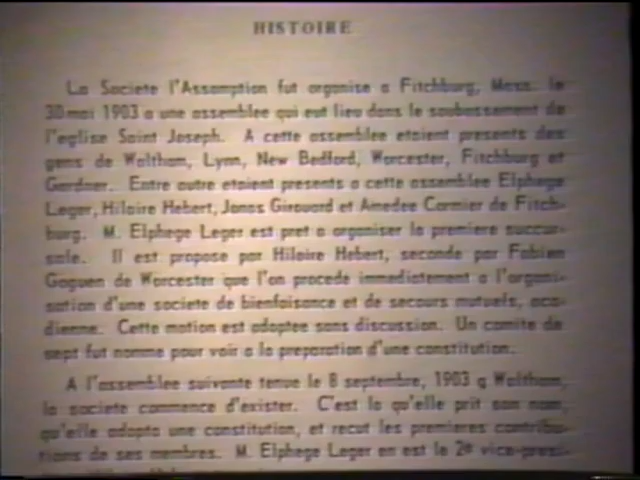 HISTOIRE
La Societe l'Assomption fut organise a Fitchburg, Mass. le
30 mai 1903 a une assemblee qui eut lieu dans le soubassement de
l'eglise Saint Joseph. A cette assemblee etaient presents des
gens de Waltham, Lynn, New Bedford, Worcester, Fitchburg et
Gardner. Entre autre etaient presents a cette assemblee Elphege
Leger, Hilaire Hebert, Jonas Girouard et Amedee Cormier de Fitch-
burg. M. Elphege Leger est pret a organiser la premiere succur-
sale. Il est propose par Hilaire Hebert, seconde par Fabien
Goguen de Worcester que l'on procede immediatement a l'organi-
sation d'une societe de bienfaisance et de secours mutuels, aca-
dienne. Cette motion est adoptee sans discussion. Un comite de
sept fut nomme pour voir a la preparation d'une constitution.
A l'assemblee suivante tenue le 8 septembre, 1903 a Waltham,
la societe commence d'exister. C'est la qu'elle prit son nom,
qu'elle adopta une constitution, et recut les premieres contribu-
tions de ses membres. M. Elphege Leger en est le 2e vice-presi-